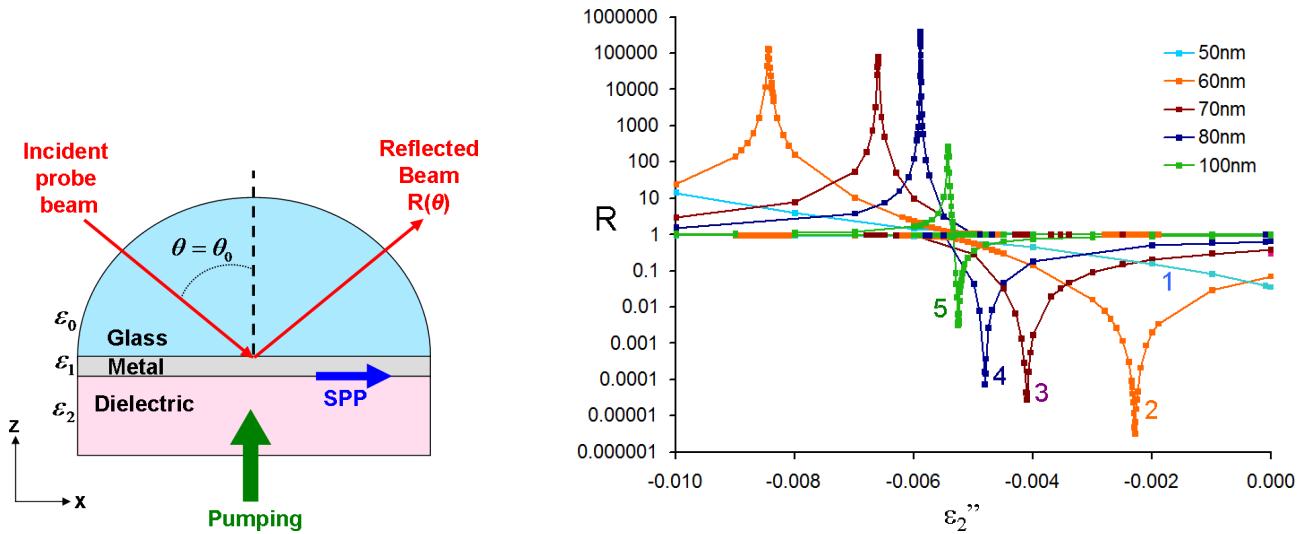 Incident
probe
beam
Reflected
Beam
R(θ)
θ = θ₀
ε₀
Glass
ε₁
Metal
SPP
ε₂
Dielectric
z
x
Pumping
1000000
100000
10000
1000
100
10
1
0.1
0.01
0.001
0.0001
0.00001
0.000001
R
50nm
60nm
70nm
80nm
100nm
1
2
3
4
5
-0.010
-0.008
-0.006
-0.004
-0.002
0.000
ε₂''